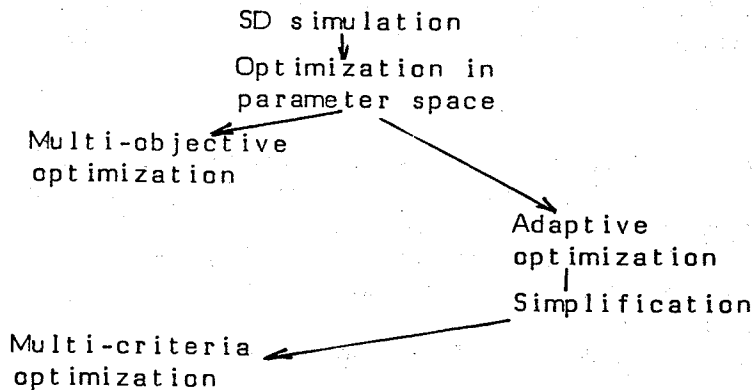 SD simulation
Optimization in
parameter space
Multi-objective
optimization
Adaptive
optimization
Simplification
Multi-criteria
optimization